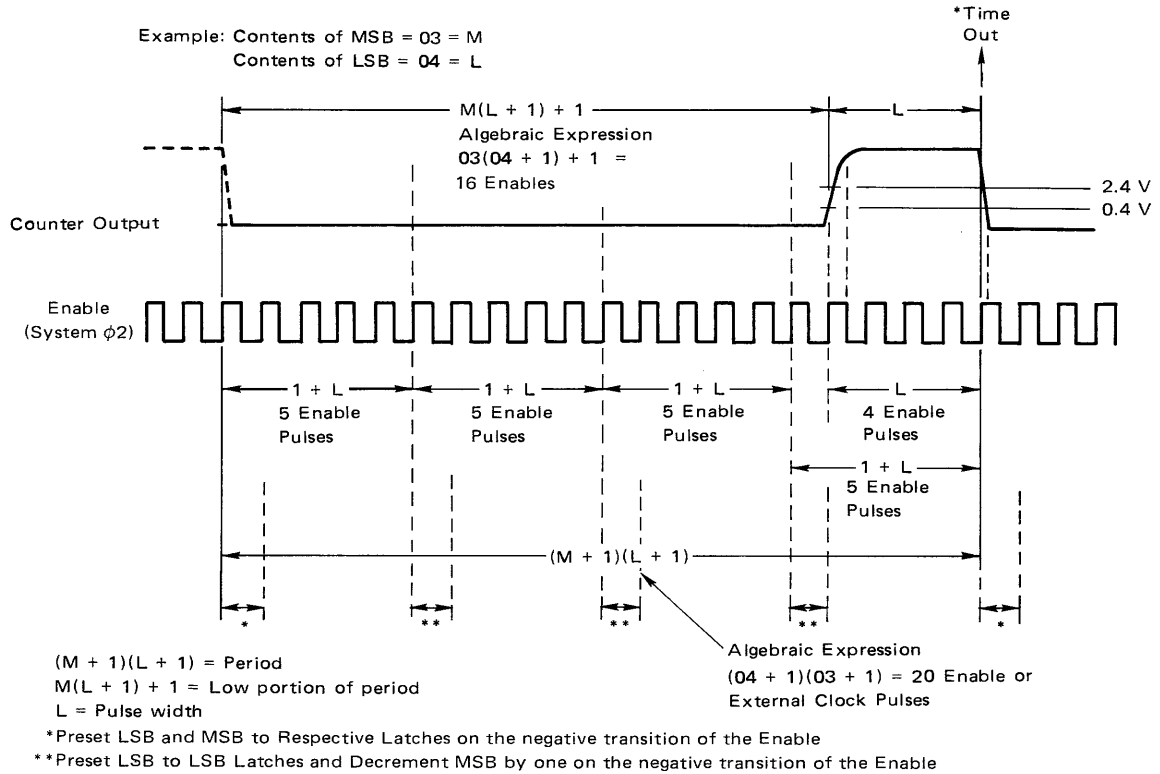 *Time
Out
Example: Contents of MSB = 03 = M
Contents of LSB = 04 = L
M(L + 1) + 1
L
Algebraic Expression
03(04 + 1) + 1 =
16 Enables
2.4 V
0.4 V
Counter Output
Enable
(System ϕ2)
1 + L
5 Enable
Pulses
1 + L
5 Enable
Pulses
1 + L
5 Enable
Pulses
L
4 Enable
Pulses
1 + L
5 Enable
Pulses
(M + 1)(L + 1)
*
**
**
**
*
Algebraic Expression
(04 + 1)(03 + 1) = 20 Enable or
External Clock Pulses
(M + 1)(L + 1) = Period
M(L + 1) + 1 = Low portion of period
L = Pulse width
*Preset LSB and MSB to Respective Latches on the negative transition of the Enable
**Preset LSB to LSB Latches and Decrement MSB by one on the negative transition of the Enable